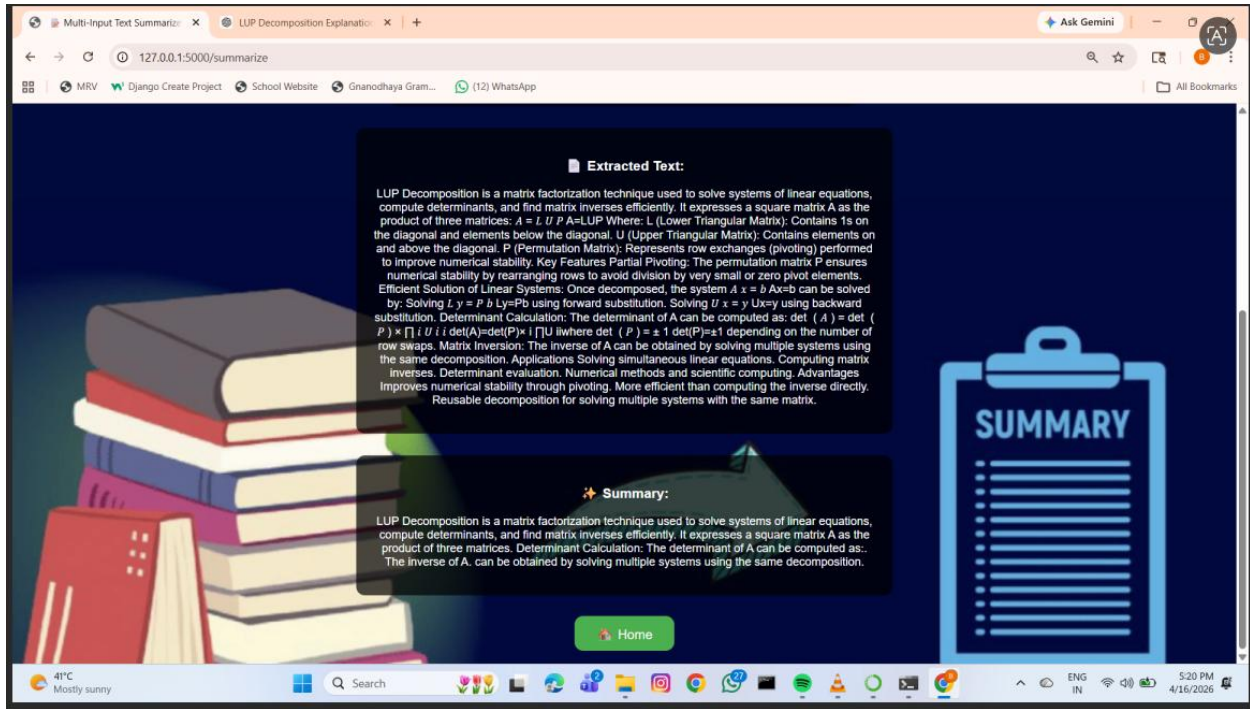 Multi-Input Text Summariz
LUP Decomposition Explanatio
Ask Gemini
127.0.0.1:5000/summarize
MRV
Django Create Project
School Website
Gnanodhaya Gram...
(12) WhatsApp
All Bookmarks
Extracted Text:
LUP Decomposition is a matrix factorization technique used to solve systems of linear equations,
compute determinants, and find matrix inverses efficiently. It expresses a square matrix A as the
product of three matrices: A = L U P A=LUP Where: L (Lower Triangular Matrix): Contains 1s on
the diagonal and elements below the diagonal. U (Upper Triangular Matrix): Contains elements on
and above the diagonal. P (Permutation Matrix): Represents row exchanges (pivoting) performed
to improve numerical stability. Key Features Partial Pivoting: The permutation matrix P ensures
numerical stability by rearranging rows to avoid division by very small or zero pivot elements.
Efficient Solution of Linear Systems: Once decomposed, the system A x = b Ax=b can be solved
by: Solving L y = P b Ly=Pb using forward substitution. Solving U x = y Ux=y using backward
substitution. Determinant Calculation: The determinant of A can be computed as: det ( A ) = det (
P ) × ∏ i U i i det(A)=det(P)× i ∏U iiwhere det ( P ) = ± 1 det(P)=±1 depending on the number of
row swaps. Matrix Inversion: The inverse of A can be obtained by solving multiple systems using
the same decomposition. Applications Solving simultaneous linear equations. Computing matrix
inverses. Determinant evaluation. Numerical methods and scientific computing. Advantages
Improves numerical stability through pivoting. More efficient than computing the inverse directly.
Reusable decomposition for solving multiple systems with the same matrix.
SUMMARY
Summary:
LUP Decomposition is a matrix factorization technique used to solve systems of linear equations,
compute determinants, and find matrix inverses efficiently. It expresses a square matrix A as the
product of three matrices. Determinant Calculation: The determinant of A can be computed as:.
The inverse of A. can be obtained by solving multiple systems using the same decomposition.
Home
41°C
Mostly sunny
Search
27
ENG
IN
5:20 PM
4/16/2026